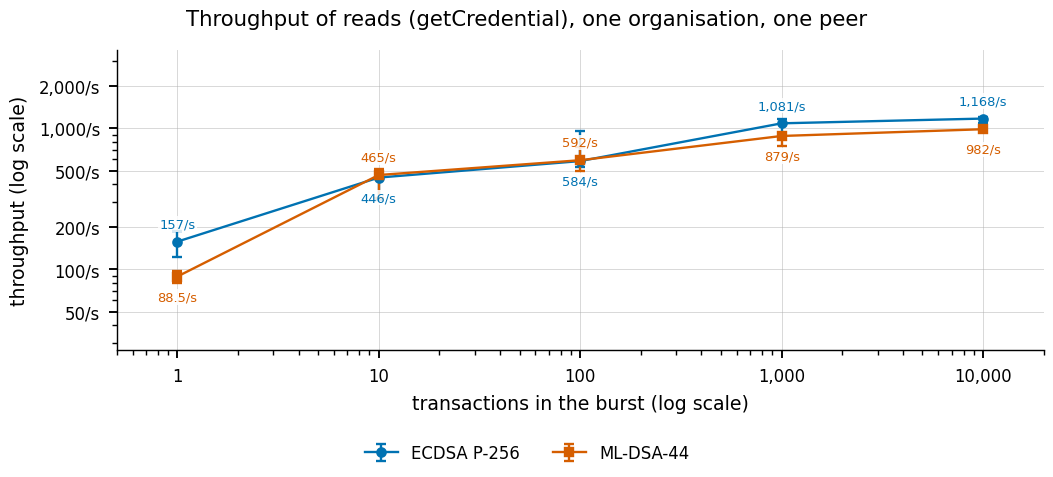 Throughput of reads (getCredential), one organisation, one peer
throughput (log scale)
2,000/s
1,000/s
500/s
200/s
100/s
50/s
157/s
88.5/s
465/s
446/s
592/s
584/s
1,081/s
879/s
1,168/s
982/s
1
10
100
1,000
10,000
transactions in the burst (log scale)
ECDSA P-256
ML-DSA-44